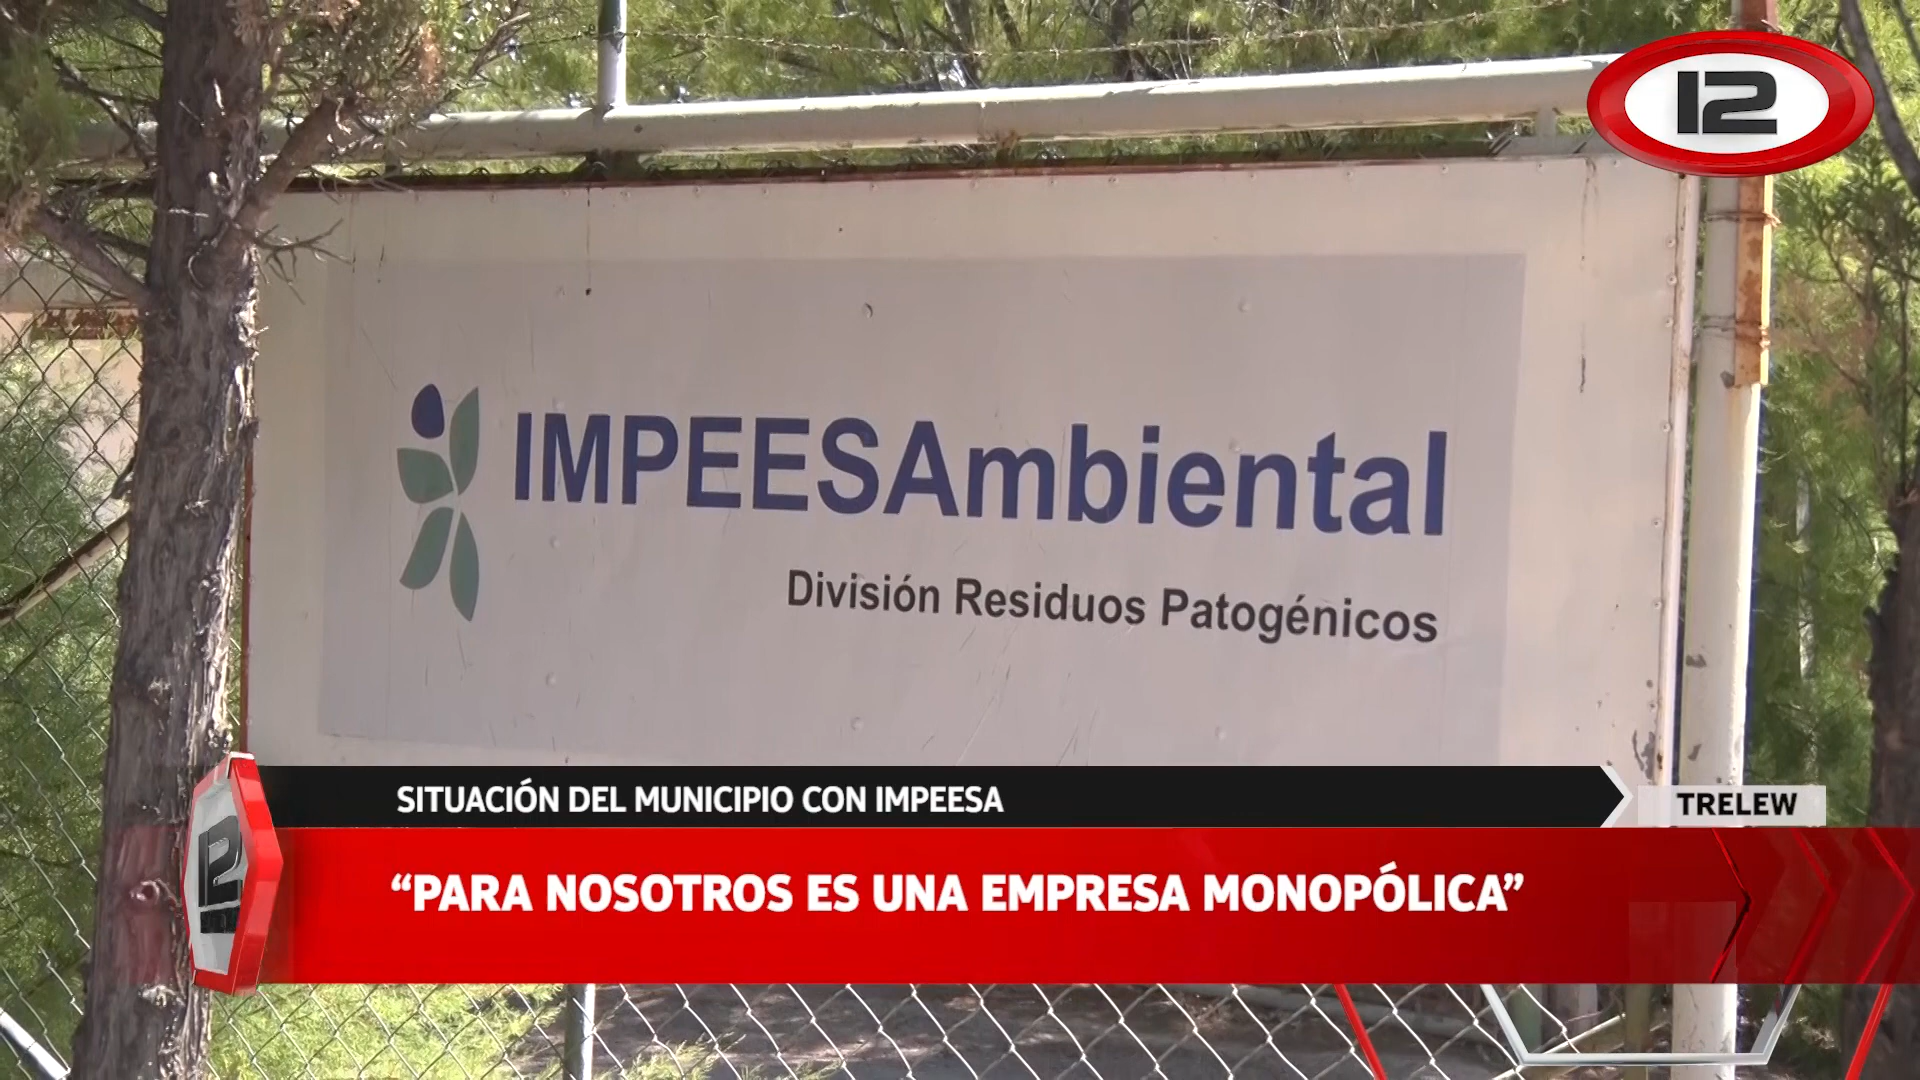 12
IMPEESAmbiental
División Residuos Patogénicos
SITUACIÓN DEL MUNICIPIO CON IMPEESA
TRELEW
12
“PARA NOSOTROS ES UNA EMPRESA MONOPÓLICA”